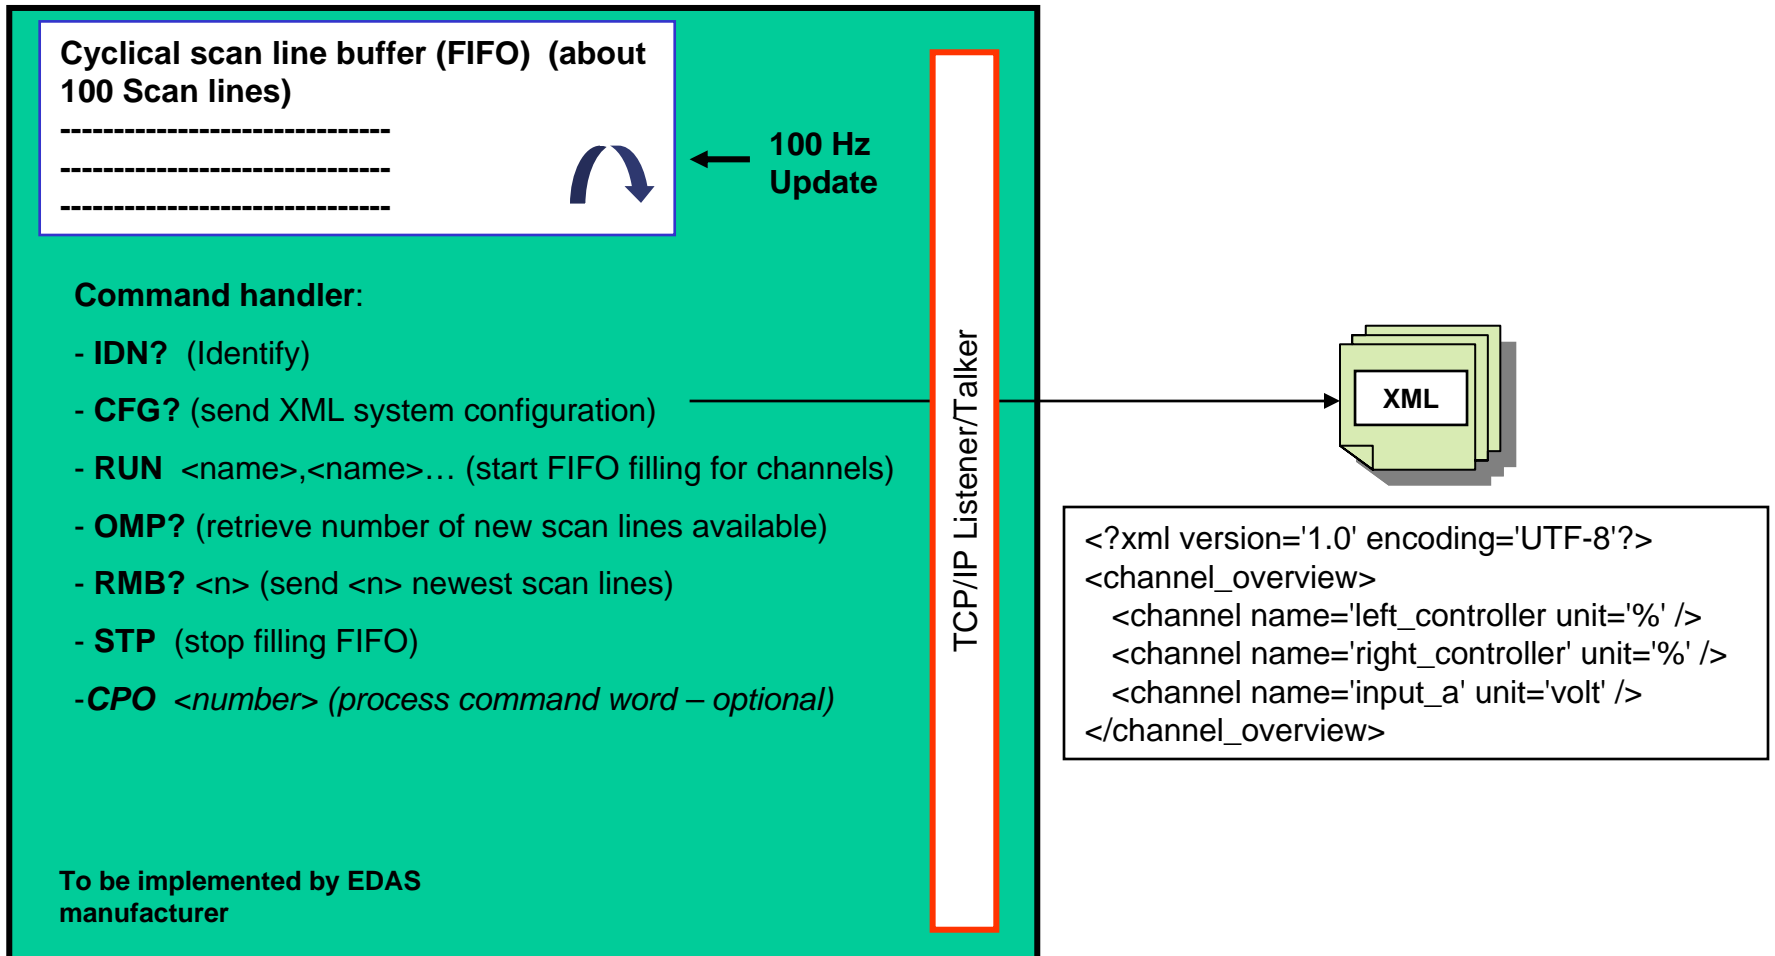 Cyclical scan line buffer (FIFO)  (about
100 Scan lines)
-------------------------------
-------------------------------
-------------------------------
100 Hz
Update
Command handler:
- IDN?  (Identify)
- CFG? (send XML system configuration)
- RUN  <name>,<name>… (start FIFO filling for channels)
- OMP? (retrieve number of new scan lines available)
- RMB? <n> (send <n> newest scan lines)
- STP  (stop filling FIFO)
-CPO  <number> (process command word – optional)
To be implemented by EDAS
manufacturer
TCP/IP Listener/Talker
XML
<?xml version='1.0' encoding='UTF-8'?>
<channel_overview>
<channel name='left_controller unit='%' />
<channel name='right_controller' unit='%' />
<channel name='input_a' unit='volt' />
</channel_overview>